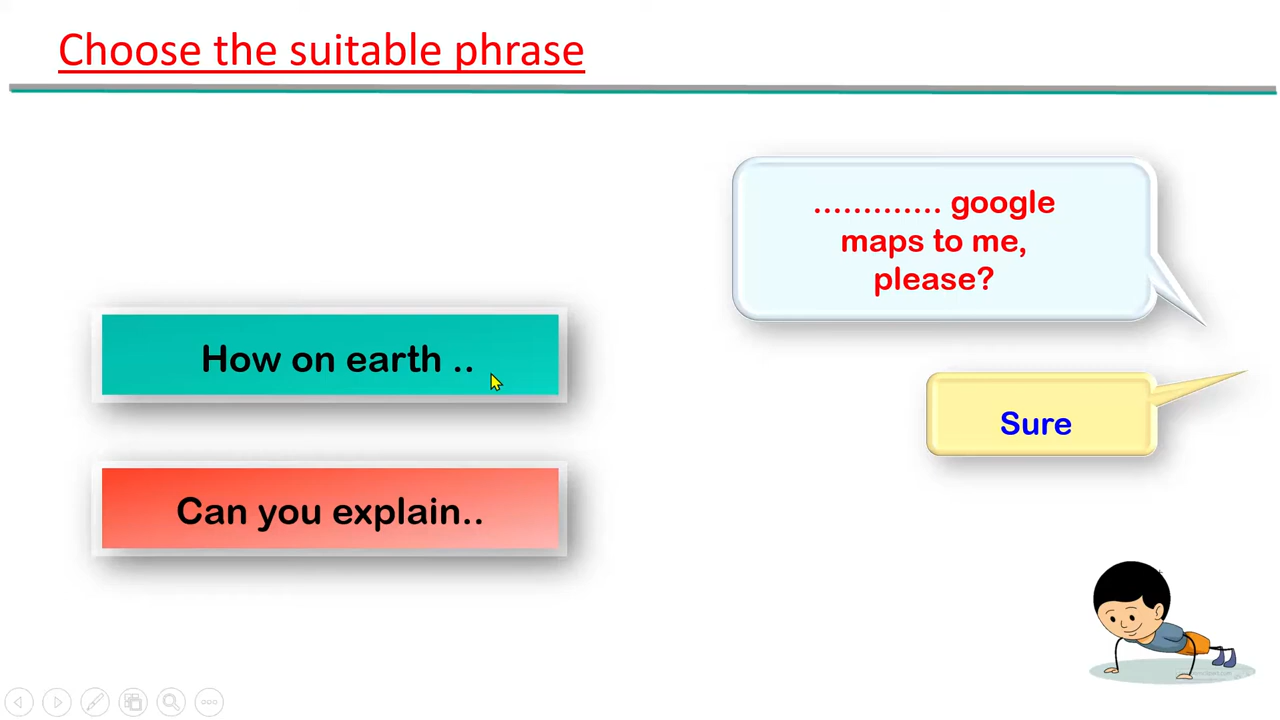 Choose the suitable phrase
............. google
maps to me,
please?
How on earth ..
Sure
Can you explain..